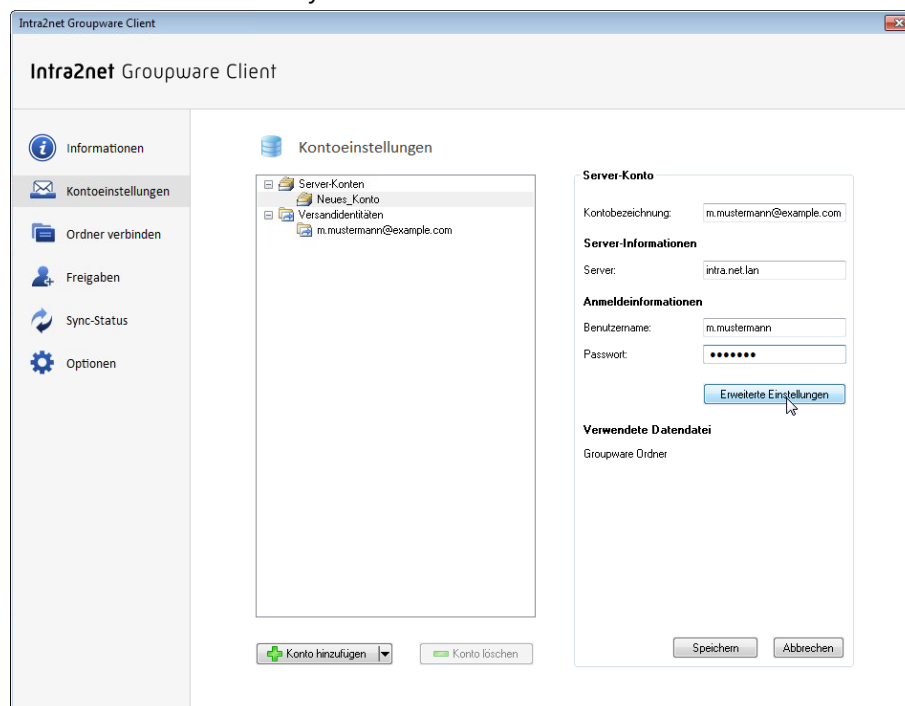 Intra2net Groupware Client
Intra2net Groupware Client
Informationen
Kontoeinstellungen
Ordner verbinden
Freigaben
Sync-Status
Optionen
Kontoeinstellungen
Server-Konten
Neues_Konto
Versandidentitäten
m.mustermann@example.com
Konto hinzufügen
Konto löschen
Server-Konto
Kontobezeichnung: m.mustermann@example.com
Server-Informationen
Server: intra.net.lan
Anmeldeinformationen
Benutzername: m.mustermann
Passwort: •••••••
Erweiterte Einstellungen
Verwendete Datendatei
Groupware Ordner
Speichern
Abbrechen